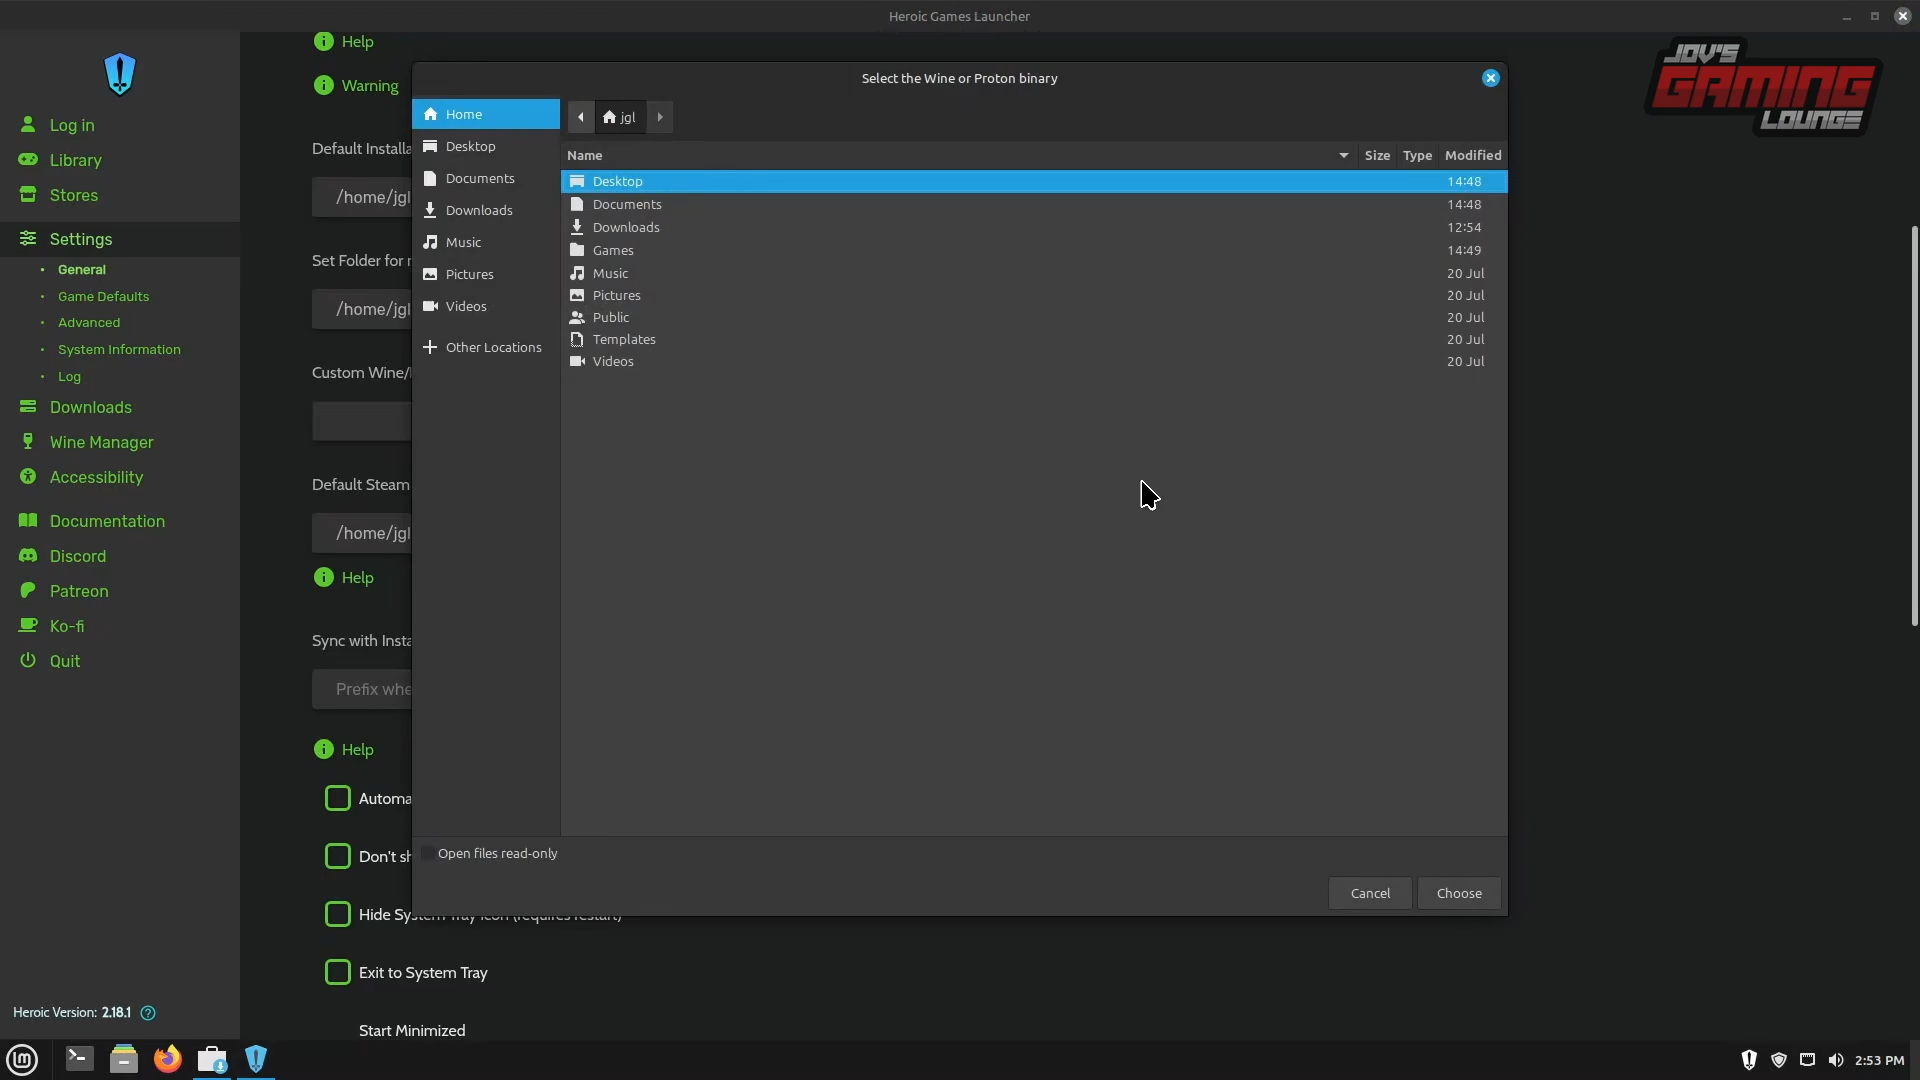 Heroic Games Launcher
JOV'S
GAMING
LOUNGE
Log in
Library
Stores
Settings
General
Game Defaults
Advanced
System Information
Log
Downloads
Wine Manager
Accessibility
Documentation
Discord
Patreon
Ko-fi
Quit
Heroic Version: 2.18.1
Help
Warning
Default Installa
/home/jgl
Set Folder for
/home/jgl
Custom Wine/
Default Steam
/home/jgl
Help
Sync with Insta
Prefix whe
Help
Automa
Don't sh
Hide System Tray Icon (requires restart)
Exit to System Tray
Start Minimized
Select the Wine or Proton binary
Home
Desktop
Documents
Downloads
Music
Pictures
Videos
Other Locations
jgl
Name Size Type Modified
Desktop 14:48
Documents 14:48
Downloads 12:54
Games 14:49
Music 20 Jul
Pictures 20 Jul
Public 20 Jul
Templates 20 Jul
Videos 20 Jul
Open files read-only
Cancel Choose
2:53 PM